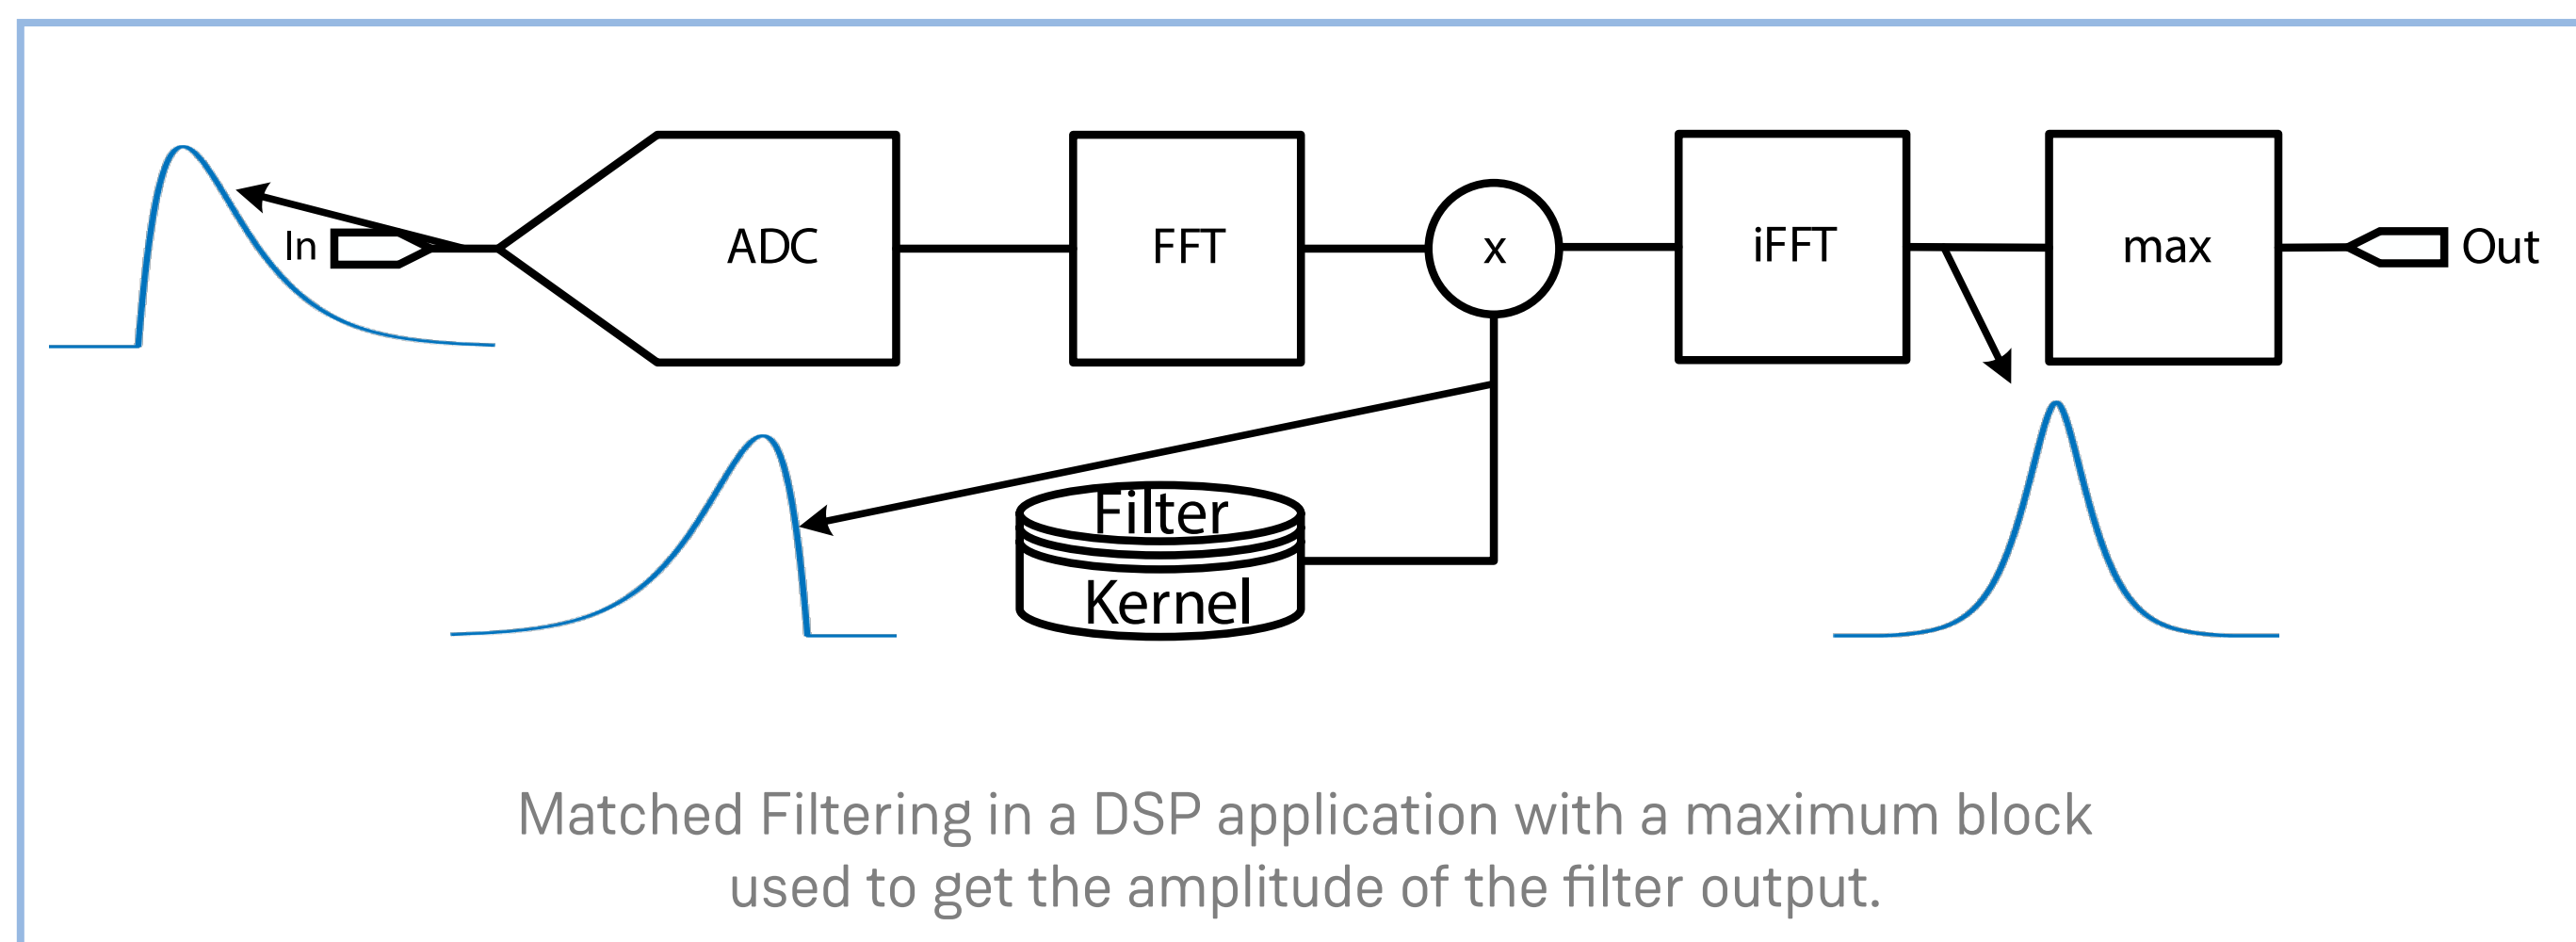 In
ADC
FFT
x
iFFT
max
Out
Filter
Kernel
Matched Filtering in a DSP application with a maximum block
used to get the amplitude of the filter output.